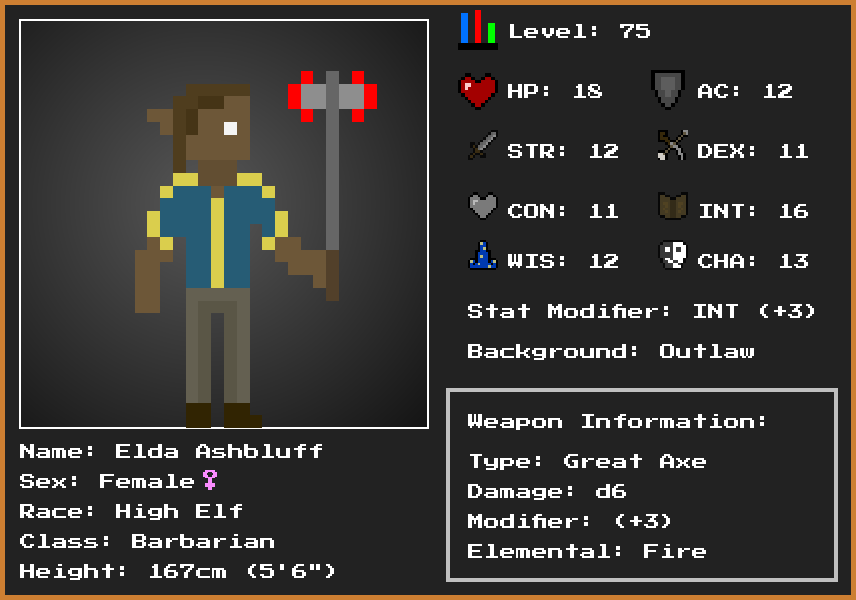 Level: 75
HP: 18
AC: 12
STR: 12
DEX: 11
CON: 11
INT: 16
WIS: 12
CHA: 13
Stat Modifier: INT (+3)
Background: Outlaw
Weapon Information:
Type: Great Axe
Damage: d6
Modifier: (+3)
Elemental: Fire
Name: Elda Ashbluff
Sex: Female♀
Race: High Elf
Class: Barbarian
Height: 167cm (5'6")